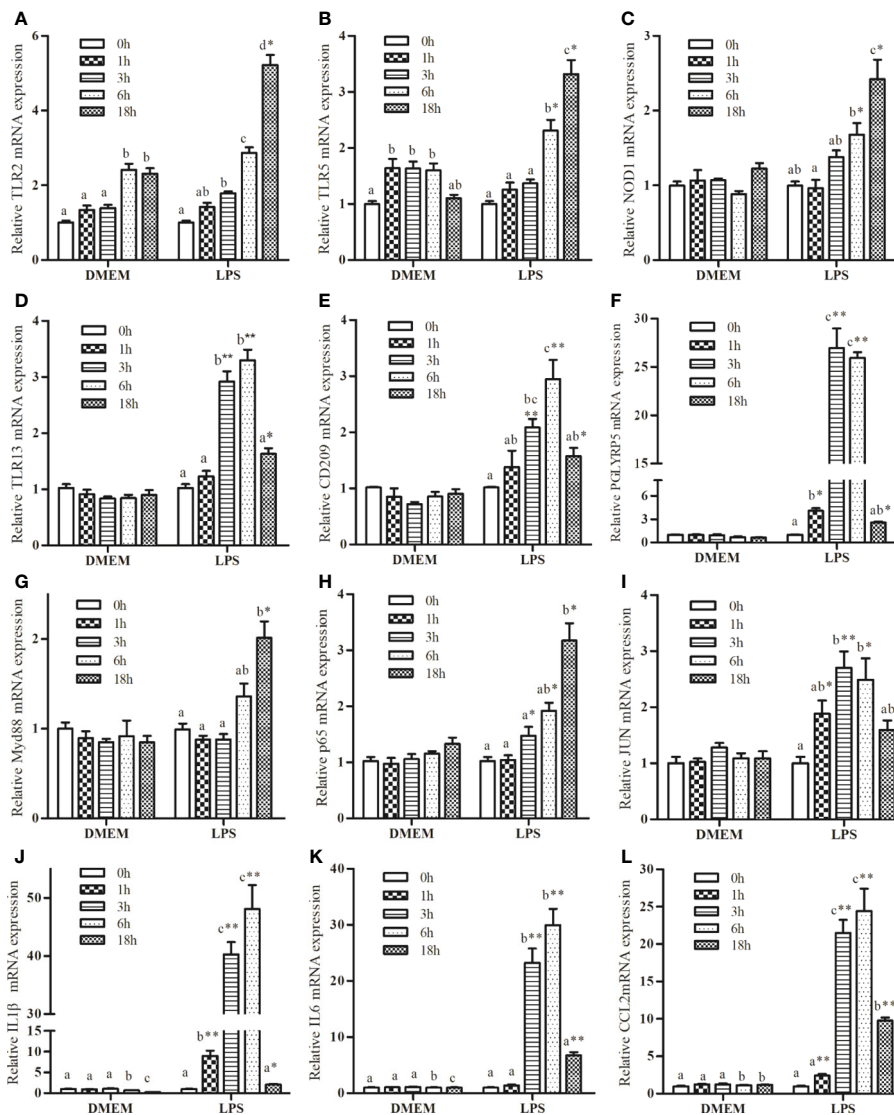 A
Relative TLR2 mRNA expression
6
4
2
0
0h
1h
3h
6h
18h
a a a b b
a ab b c d*
DMEM LPS
B
Relative TLR5 mRNA expression
4
3
2
1
0
0h
1h
3h
6h
18h
a b b b ab
a a a b* c*
DMEM LPS
C
Relative NOD1 mRNA expression
3
2
1
0
0h
1h
3h
6h
18h
ab a ab b* c*
DMEM LPS
D
Relative TLR13 mRNA expression
4
3
2
1
0
0h
1h
3h
6h
18h
a a b** b** a*
DMEM LPS
E
Relative CD209 mRNA expression
4
3
2
1
0
0h
1h
3h
6h
18h
a ab bc ** c** ab*
DMEM LPS
F
Relative PGLYRP5 mRNA expression
30
25
20
15
6
3
0
0h
1h
3h
6h
18h
a b* c** c** ab*
DMEM LPS
G
Relative Myd88 mRNA expression
2
1
0
0h
1h
3h
6h
18h
a a a ab b*
DMEM LPS
H
Relative p65 mRNA expression
4
3
2
1
0
0h
1h
3h
6h
18h
a a a* ab* b*
DMEM LPS
I
Relative JUN mRNA expression
4
3
2
1
0
0h
1h
3h
6h
18h
a ab* b** b* ab
DMEM LPS
J
Relative IL1β mRNA expression
50
40
30
15
10
5
0
0h
1h
3h
6h
18h
a a a b c
a b** c** c** a*
DMEM LPS
K
Relative IL6 mRNA expression
40
30
20
10
0
0h
1h
3h
6h
18h
a a a b c
a a b** b** a**
DMEM LPS
L
Relative CCL2mRNA expression
30
25
20
15
10
5
0
0h
1h
3h
6h
18h
a a a b b
a a** c** c** b**
DMEM LPS